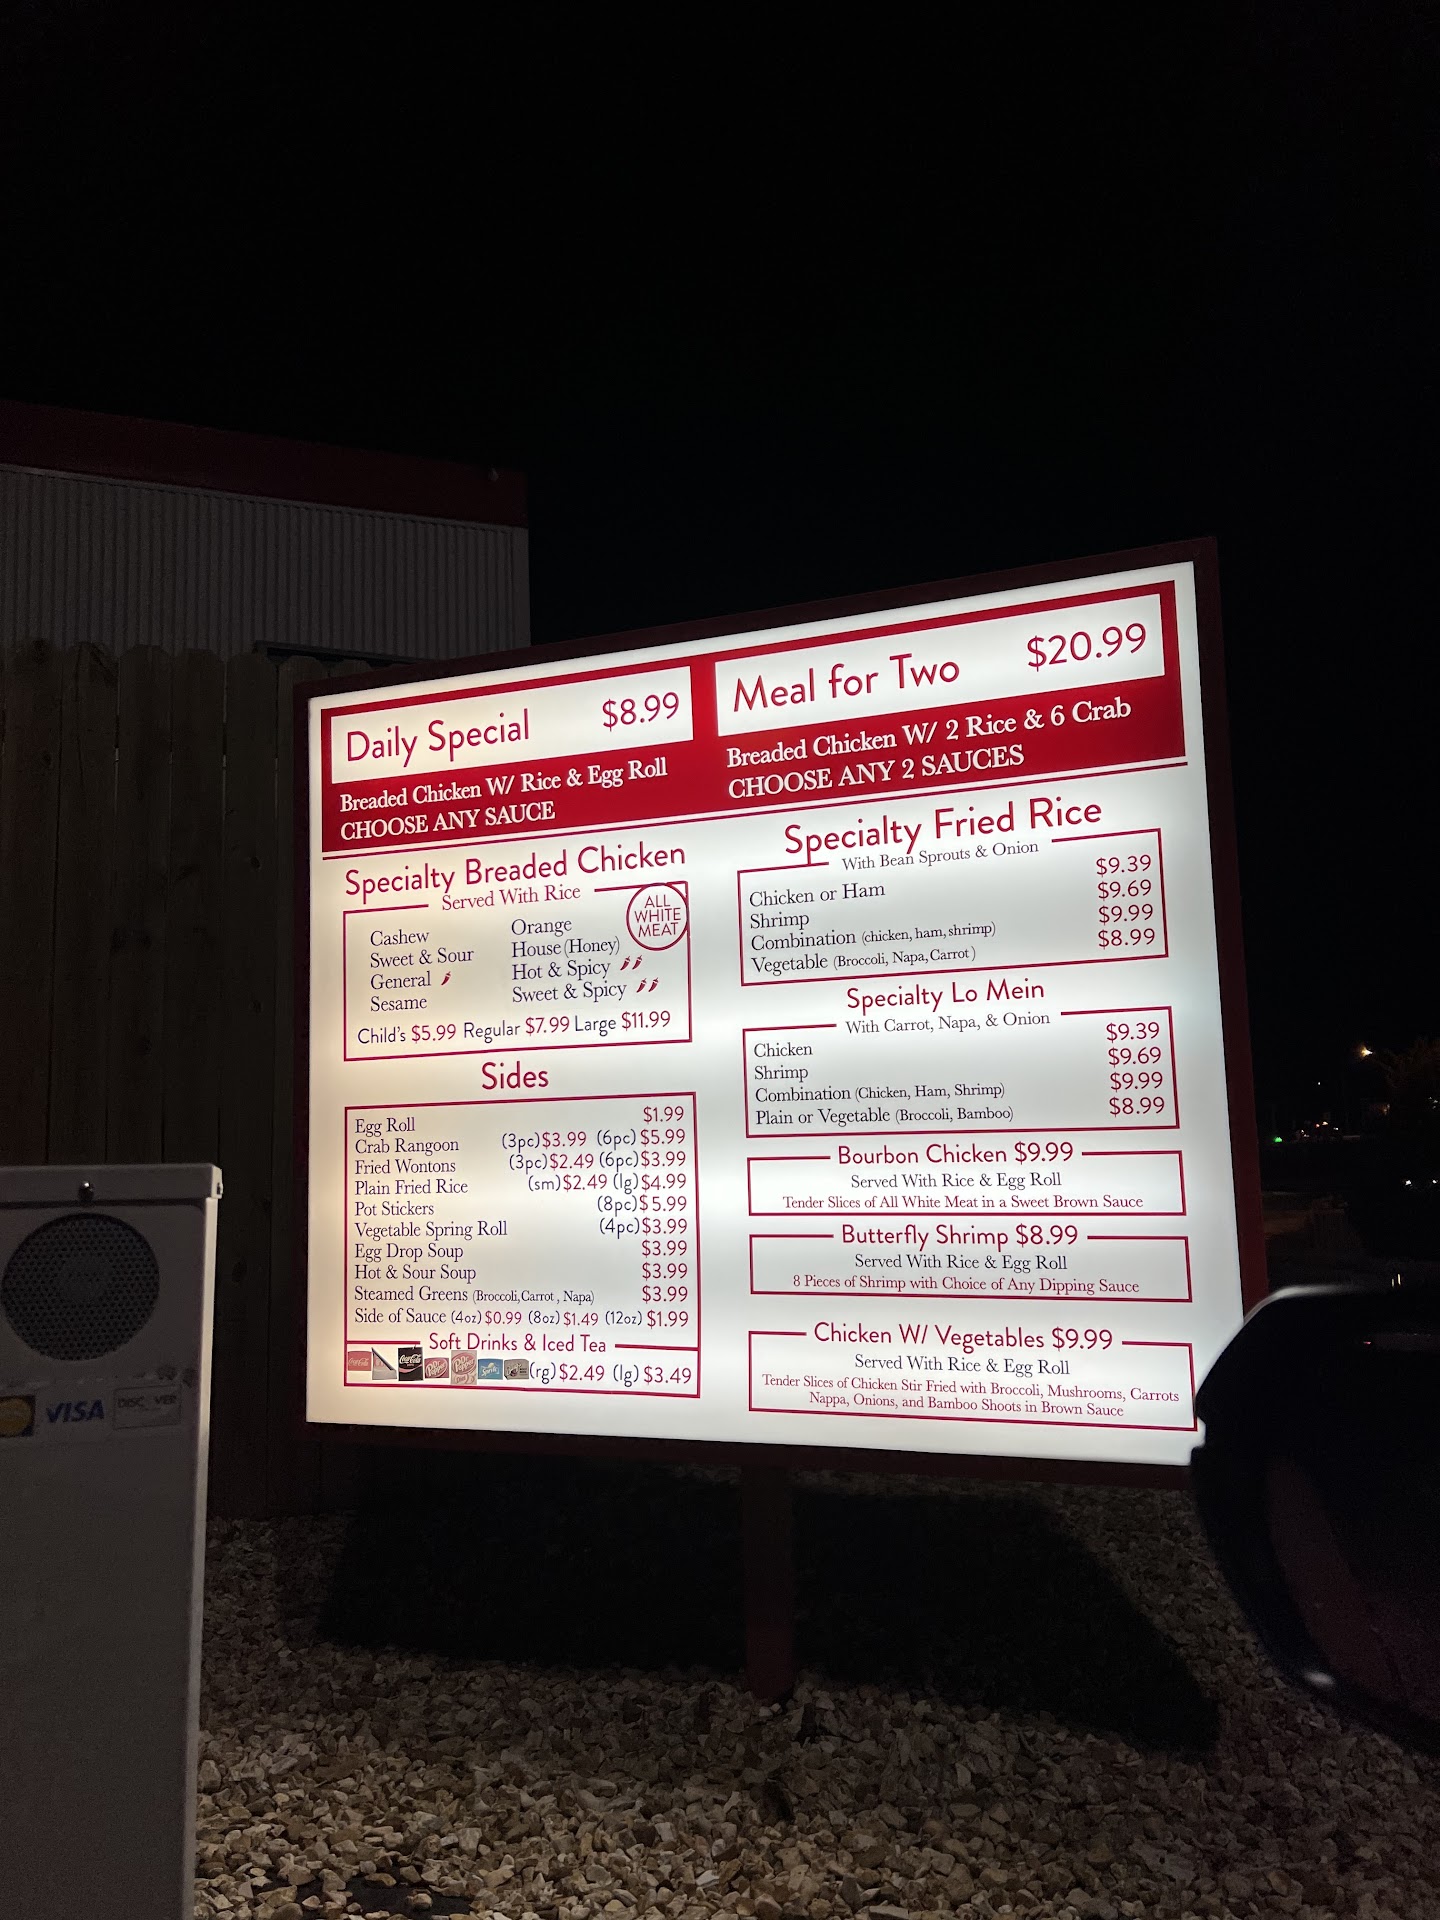 Daily Special $8.99
Breaded Chicken W/ Rice & Egg Roll
CHOOSE ANY SAUCE
Meal for Two $20.99
Breaded Chicken W/ 2 Rice & 6 Crab
CHOOSE ANY 2 SAUCES
Specialty Breaded Chicken
Served With Rice
ALL
WHITE
MEAT
Cashew
Sweet & Sour
General
Sesame
Orange
House (Honey)
Hot & Spicy
Sweet & Spicy
Child's $5.99 Regular $7.99 Large $11.99
Sides
Egg Roll $1.99
Crab Rangoon (3pc) $3.99 (6pc) $5.99
Fried Wontons (3pc) $2.49 (6pc) $3.99
Plain Fried Rice (sm) $2.49 (lg) $4.99
Pot Stickers (8pc) $5.99
Vegetable Spring Roll (4pc) $3.99
Egg Drop Soup $3.99
Hot & Sour Soup $3.99
Steamed Greens (Broccoli, Carrot, Napa) $3.99
Side of Sauce (4oz) $0.99 (8oz) $1.49 (12oz) $1.99
Soft Drinks & Iced Tea
(rg) $2.49 (lg) $3.49
Specialty Fried Rice
With Bean Sprouts & Onion
Chicken or Ham $9.39
Shrimp $9.69
Combination (chicken, ham, shrimp) $9.99
Vegetable (Broccoli, Napa, Carrot) $8.99
Specialty Lo Mein
With Carrot, Napa, & Onion
Chicken $9.39
Shrimp $9.69
Combination (Chicken, Ham, Shrimp) $9.99
Plain or Vegetable (Broccoli, Bamboo) $8.99
Bourbon Chicken $9.99
Served With Rice & Egg Roll
Tender Slices of All White Meat in a Sweet Brown Sauce
Butterfly Shrimp $8.99
Served With Rice & Egg Roll
8 Pieces of Shrimp with Choice of Any Dipping Sauce
Chicken W/ Vegetables $9.99
Served With Rice & Egg Roll
Tender Slices of Chicken Stir Fried with Broccoli, Mushrooms, Carrots
Nappa, Onions, and Bamboo Shoots in Brown Sauce
VISA